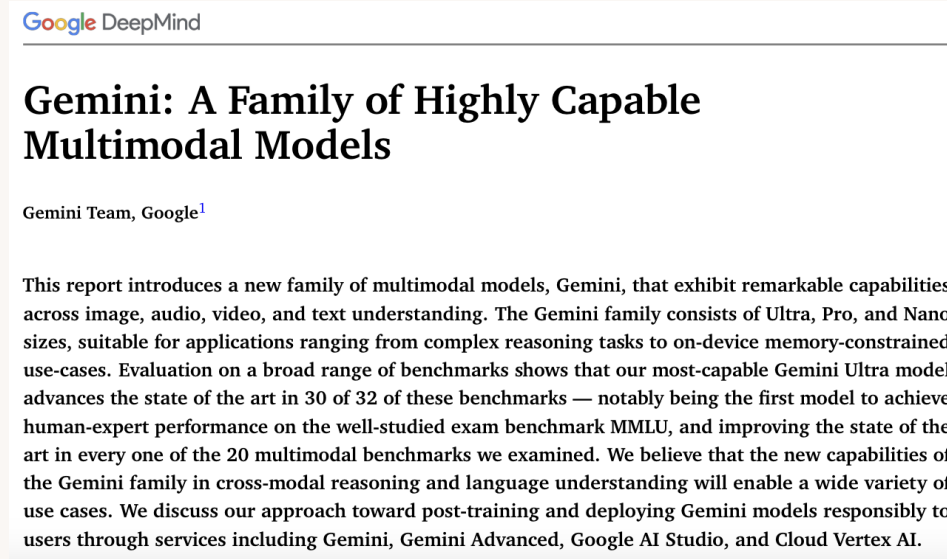 Google DeepMind
Gemini: A Family of Highly Capable
Multimodal Models
Gemini Team, Google1
This report introduces a new family of multimodal models, Gemini, that exhibit remarkable capabilities
across image, audio, video, and text understanding. The Gemini family consists of Ultra, Pro, and Nano
sizes, suitable for applications ranging from complex reasoning tasks to on-device memory-constrained
use-cases. Evaluation on a broad range of benchmarks shows that our most-capable Gemini Ultra model
advances the state of the art in 30 of 32 of these benchmarks — notably being the first model to achieve
human-expert performance on the well-studied exam benchmark MMLU, and improving the state of the
art in every one of the 20 multimodal benchmarks we examined. We believe that the new capabilities of
the Gemini family in cross-modal reasoning and language understanding will enable a wide variety of
use cases. We discuss our approach toward post-training and deploying Gemini models responsibly to
users through services including Gemini, Gemini Advanced, Google AI Studio, and Cloud Vertex AI.